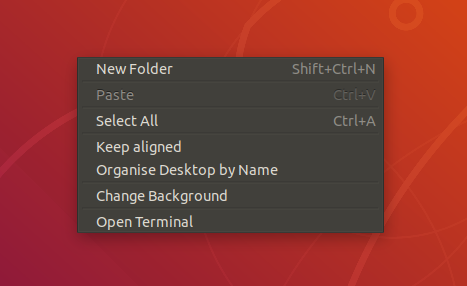 New Folder Shift+Ctrl+N
Paste Ctrl+V
Select All Ctrl+A
Keep aligned
Organise Desktop by Name
Change Background
Open Terminal